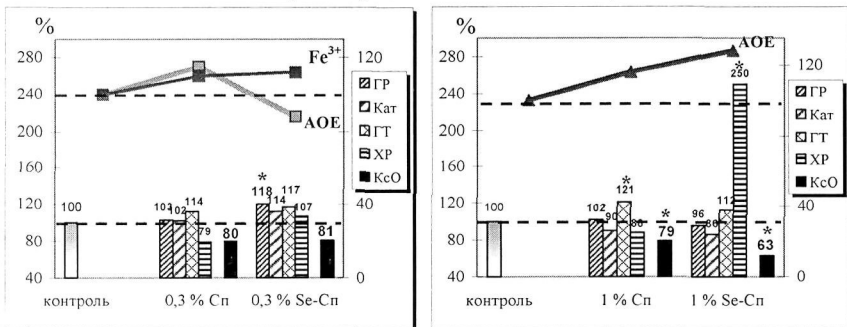 %
280
240
200
160
120
80
40
Fe3+
AOE
120
40
0
ГР
Кат
ГТ
ХР
КсО
100
103
102
114
79
80
*
118
114
117
107
81
контроль
0,3 % Сп
0,3 % Se-Сп
%
280
240
200
160
120
80
40
AOE
120
40
0
ГР
Кат
ГТ
ХР
КсО
100
102
90
*
121
86
*
79
96
86
112
*
250
*
63
контроль
1 % Сп
1 % Se-Сп